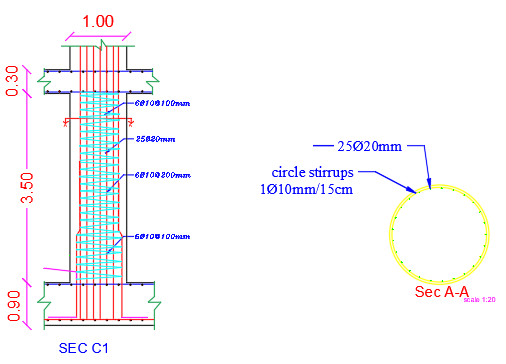 1.00
0.30
6Ø10@100mm
25Ø20mm
3.50
6Ø10@200mm
6Ø10@100mm
0.90
SEC C1
25Ø20mm
circle stirrups
1Ø10mm/15cm
Sec A-A
scale 1:20